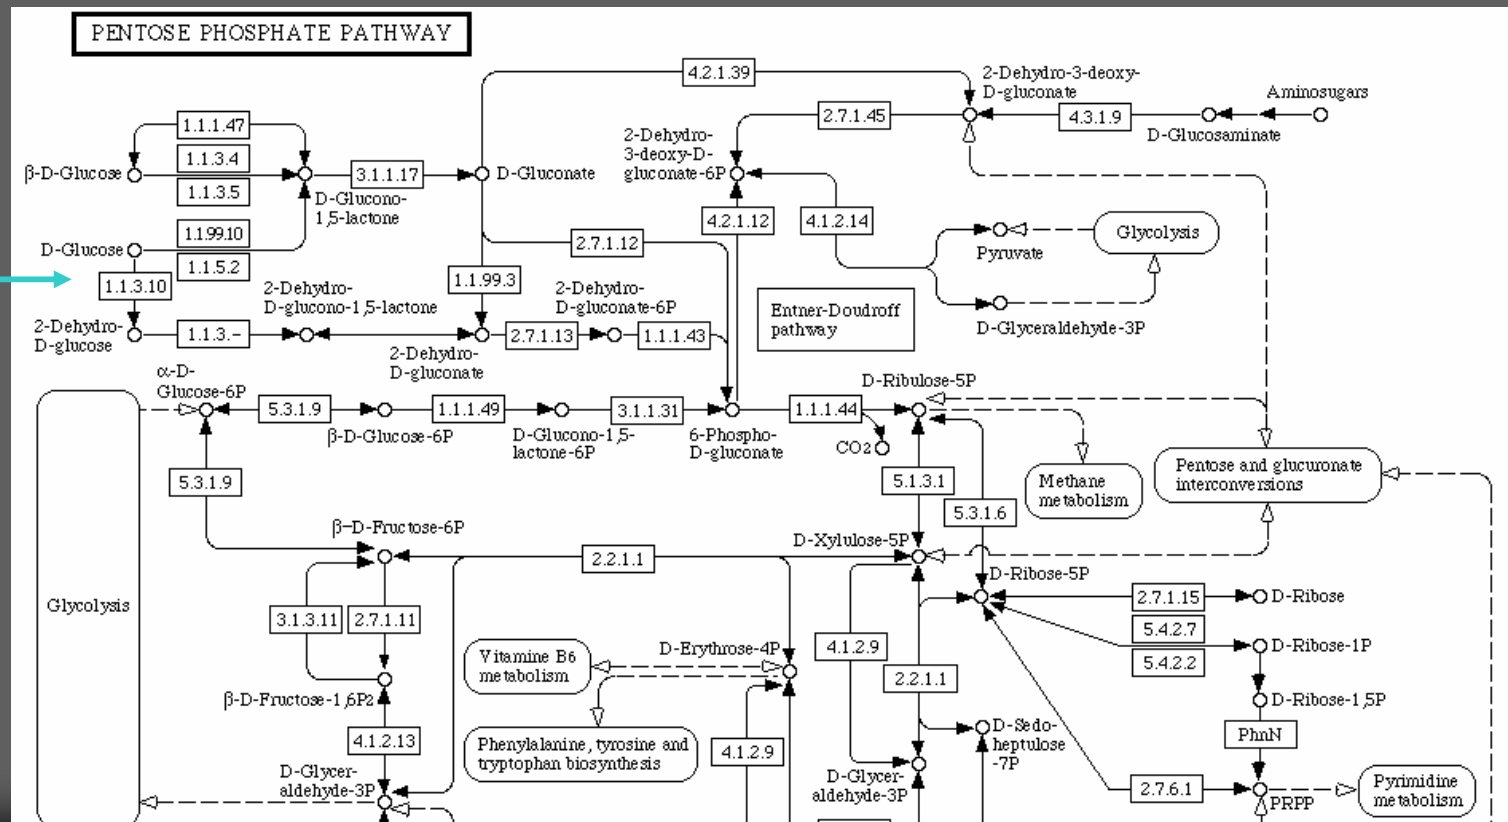 PENTOSE PHOSPHATE PATHWAY
4.2.1.39
2-Dehydro-3-deoxy-
D-gluconate
Aminosugars
1.1.1.47
2.7.1.45
4.3.1.9
D-Glucosaminate
2-Dehydro-
3-deoxy-D-
gluconate-6P
1.1.3.4
β-D-Glucose
3.1.1.17
D-Gluconate
1.1.3.5
D-Glucono-
1,5-lactone
4.2.1.12
4.1.2.14
1.1.99.10
D-Glucose
2.7.1.12
Glycolysis
Pyruvate
1.1.5.2
1.1.3.10
1.1.99.3
2-Dehydro-
D-glucono-1,5-lactone
2-Dehydro-
D-gluconate-6P
Entner-Doudroff
pathway
D-Glyceraldehyde-3P
2-Dehydro-
D-glucose
1.1.3.-
2.7.1.13
1.1.1.43
2-Dehydro-
D-gluconate
α-D-
Glucose-6P
D-Ribulose-5P
5.3.1.9
1.1.1.49
3.1.1.31
1.1.1.44
β-D-Glucose-6P
D-Glucono-1,5-
lactone-6P
6-Phospho-
D-gluconate
CO2
5.3.1.9
5.1.3.1
Methane
metabolism
Pentose and glucuronate
interconversions
5.3.1.6
β-D-Fructose-6P
2.2.1.1
D-Xylulose-5P
D-Ribose-5P
Glycolysis
3.1.3.11
2.7.1.11
2.7.1.15
D-Ribose
5.4.2.7
D-Ribose-1P
5.4.2.2
Vitamine B6
metabolism
D-Erythrose-4P
4.1.2.9
2.2.1.1
β-D-Fructose-1,6P2
D-Ribose-1,5P
4.1.2.13
Phenylalanine, tyrosine and
tryptophan biosynthesis
4.1.2.9
D-Sedo-
heptulose
-7P
PhnN
D-Glycer-
aldehyde-3P
D-Glycer-
aldehyde-3P
2.7.6.1
PRPP
Pyrimidine
metabolism